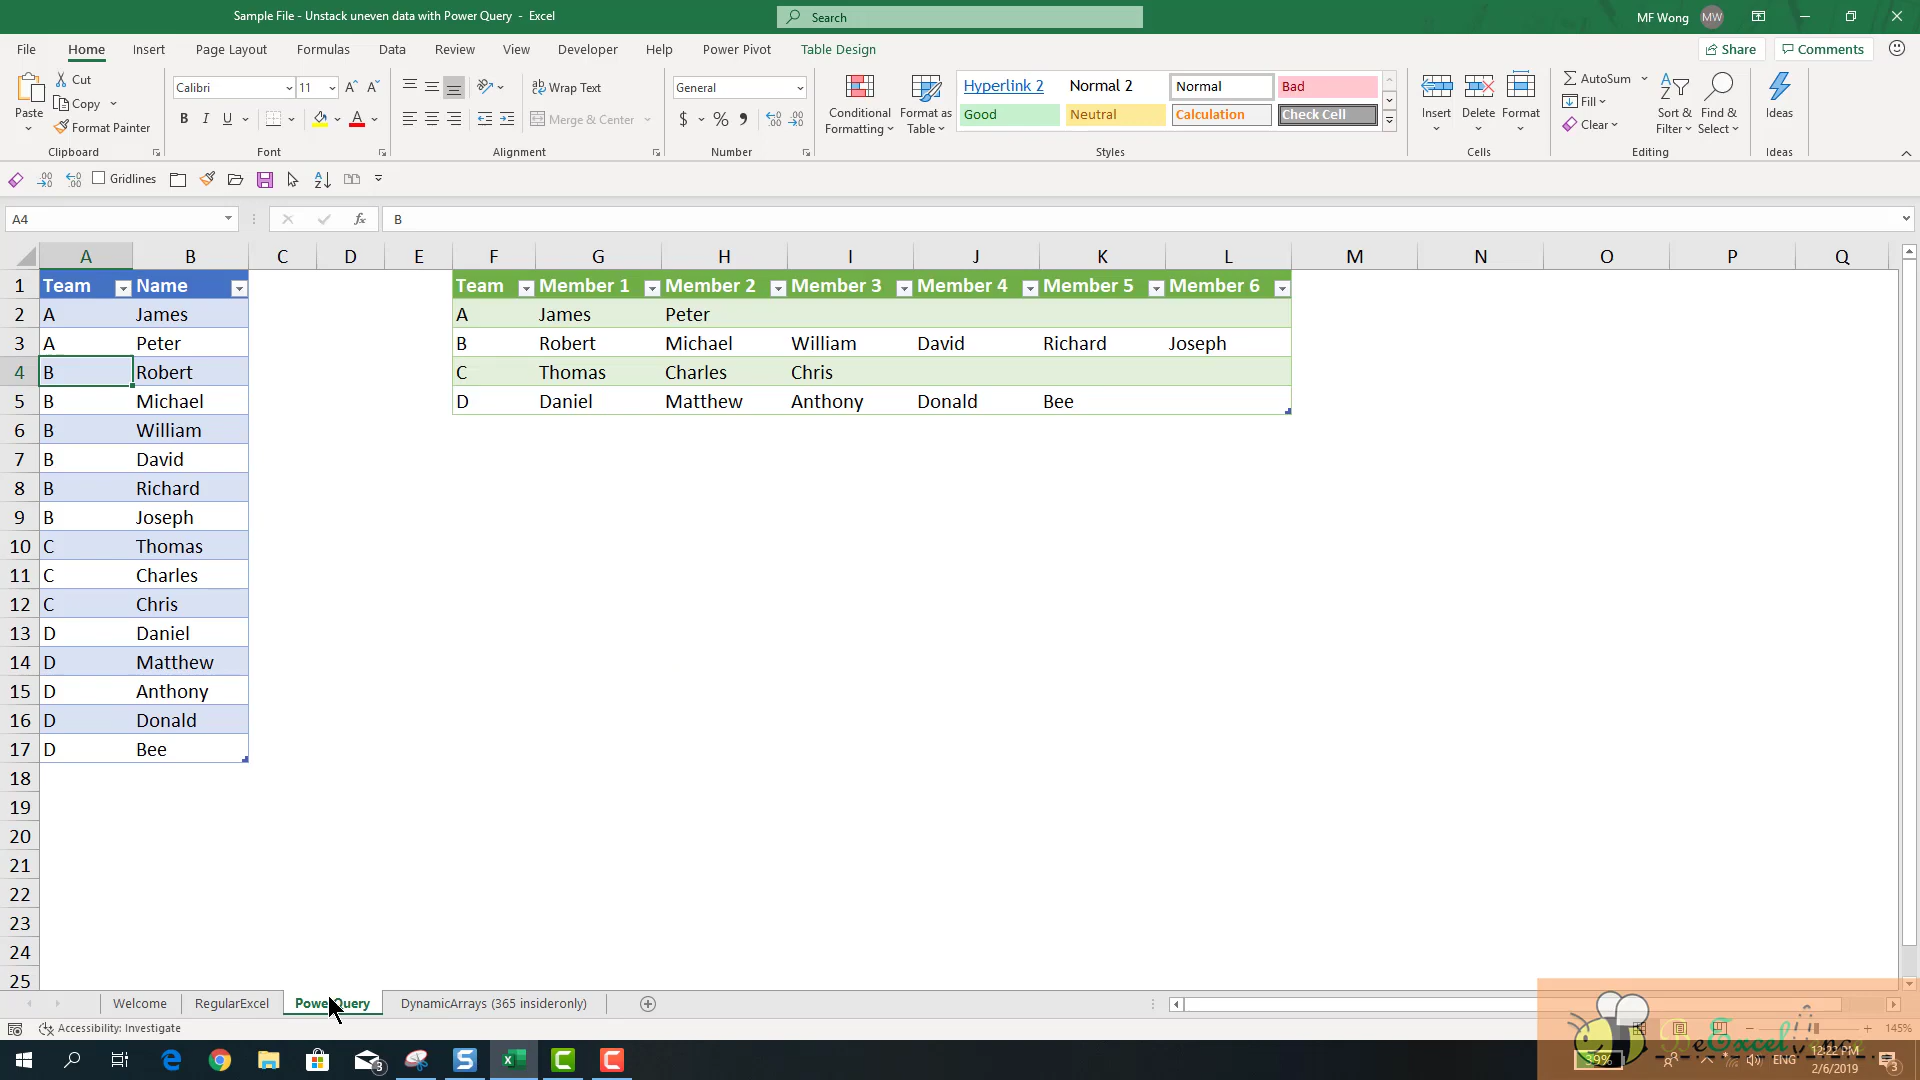 Sample File - Unstack uneven data with Power Query - Excel
Search
MF Wong
MW
File Home Insert Page Layout Formulas Data Review View Developer Help Power Pivot Table Design
Share
Comments
Paste
Cut
Copy
Format Painter
Clipboard
Calibri
11
B I U
Font
Wrap Text
Merge & Center
Alignment
General
$ % ,
Number
Conditional Formatting
Format as Table
Hyperlink 2
Normal 2
Normal
Bad
Good
Neutral
Calculation
Check Cell
Styles
Insert
Delete
Format
Cells
AutoSum
Fill
Clear
Sort & Filter
Find & Select
Editing
Ideas
Ideas
Gridlines
A4
fx
B
A B C D E F G H I J K L M N O P Q
1 Team Name Team Member 1 Member 2 Member 3 Member 4 Member 5 Member 6
2 A James A James Peter
3 A Peter B Robert Michael William David Richard Joseph
4 B Robert C Thomas Charles Chris
5 B Michael D Daniel Matthew Anthony Donald Bee
6 B William
7 B David
8 B Richard
9 B Joseph
10 C Thomas
11 C Charles
12 C Chris
13 D Daniel
14 D Matthew
15 D Anthony
16 D Donald
17 D Bee
18
19
20
21
22
23
24
25
Welcome RegularExcel PowerQuery DynamicArrays (365 insideronly)
Accessibility: Investigate
145%
39%
ENG
12:22 PM
2/6/2019
3
3